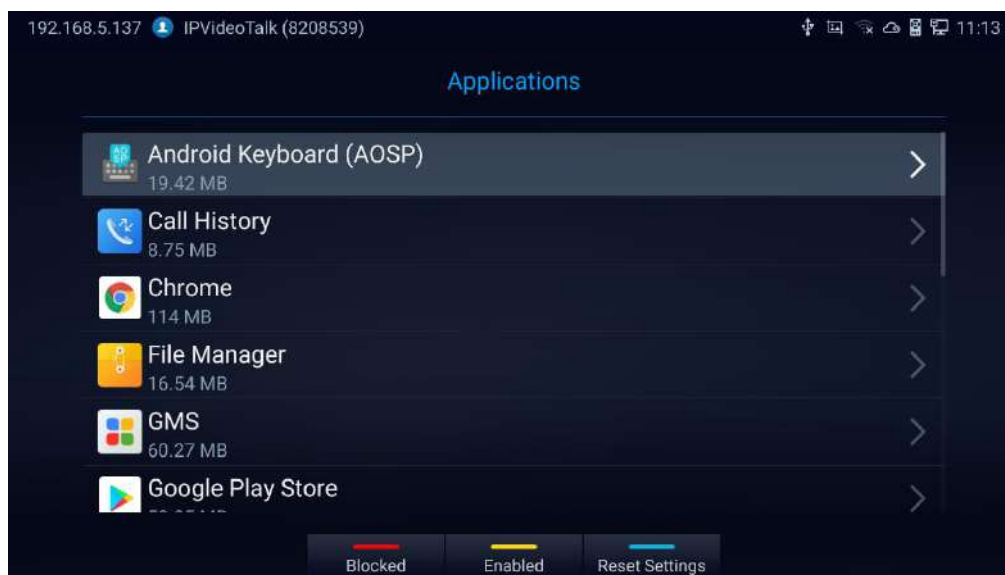 192.168.5.137 IPVideoTalk (8208539) 11:13
Applications
Android Keyboard (AOSP)
19.42 MB
Call History
8.75 MB
Chrome
114 MB
File Manager
16.54 MB
GMS
60.27 MB
Google Play Store
Blocked Enabled Reset Settings